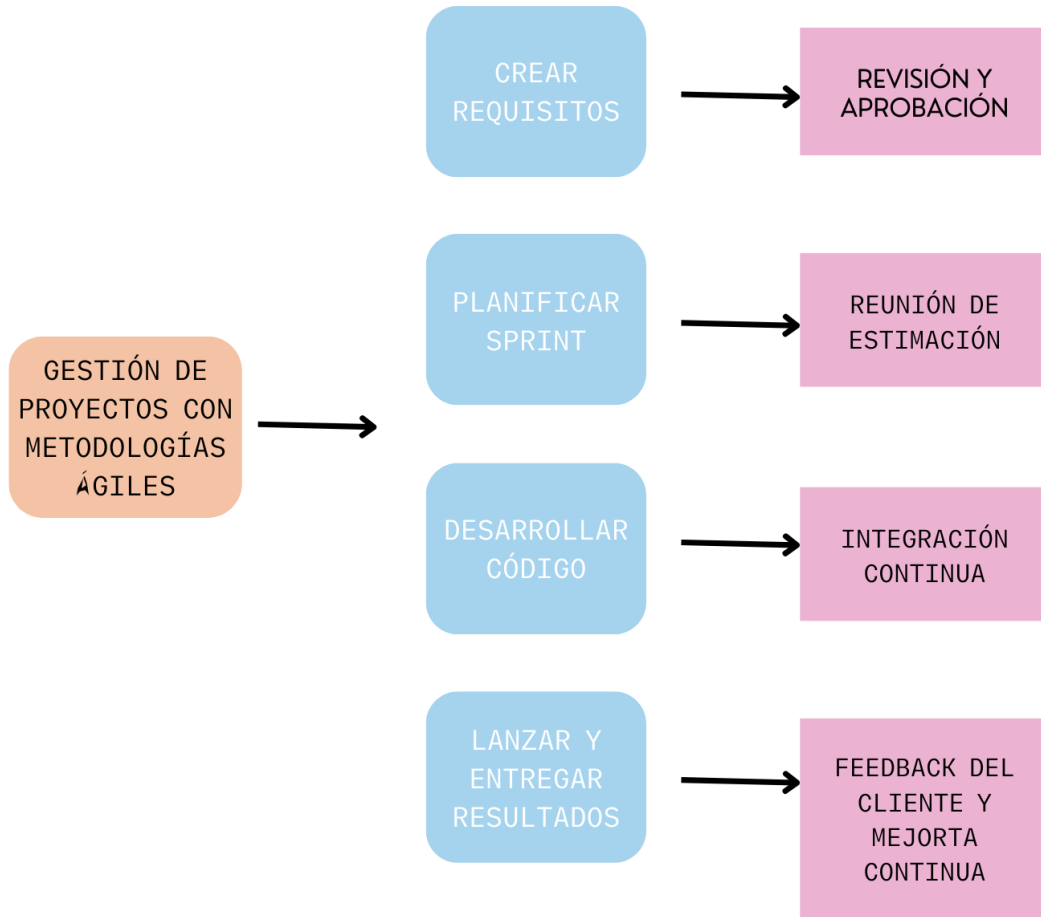 GESTIÓN DE
PROYECTOS CON
METODOLOGÍAS
ÁGILES
CREAR
REQUISITOS
REVISIÓN Y
APROBACIÓN
PLANIFICAR
SPRINT
REUNIÓN DE
ESTIMACIÓN
DESARROLLAR
CÓDIGO
INTEGRACIÓN
CONTINUA
LANZAR Y
ENTREGAR
RESULTADOS
FEEDBACK DEL
CLIENTE Y
MEJORTA
CONTINUA